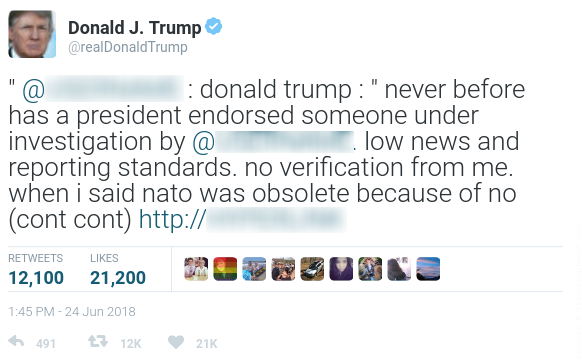 Donald J. Trump
@realDonaldTrump
" @ : donald trump : " never before
has a president endorsed someone under
investigation by @ . low news and
reporting standards. no verification from me.
when i said nato was obsolete because of no
(cont cont) http://
RETWEETS LIKES
12,100 21,200
1:45 PM - 24 Jun 2018
491 12K 21K